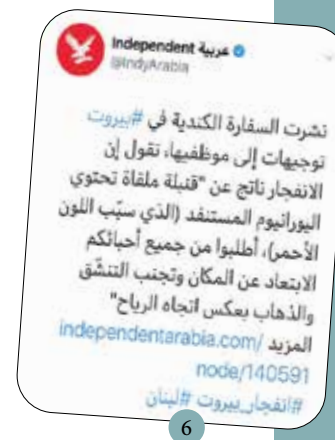 Independent عربية
@IndyArabia
نشرت السفارة الكندية في #بيروت
توجيهات إلى موظفيها، تقول إن
الانفجار ناتج عن "قنبلة ملقاة تحتوي
اليورانيوم المستنفد (الذي سبّب اللون
الأحمر)، أطلبوا من جميع أحبائكم
الابتعاد عن المكان وتجنب التنشّق
والذهاب بعكس اتجاه الرياح"
المزيد independentarabia.com/
node/140591
#انفجار_بيروت #لبنان
6